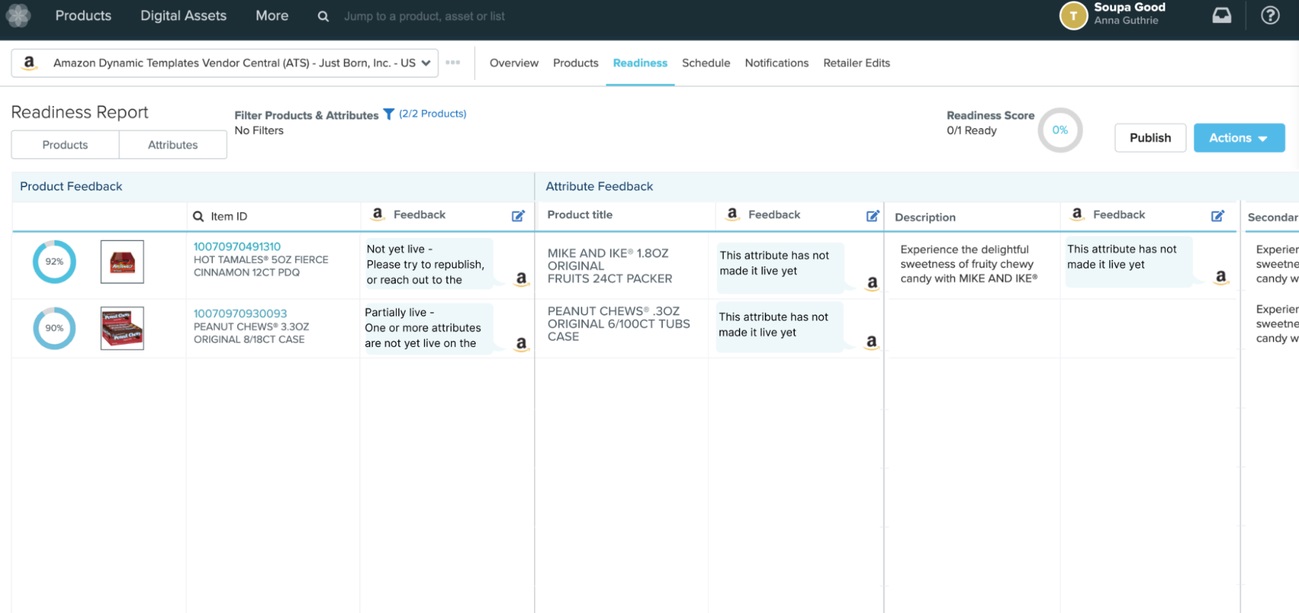 Products Digital Assets More Jump to a product, asset or list
T Soupa Good
Anna Guthrie
a Amazon Dynamic Templates Vendor Central (ATS) - Just Born, Inc. - US
Overview Products Readiness Schedule Notifications Retailer Edits
Readiness Report
Products Attributes
Filter Products & Attributes (2/2 Products)
No Filters
Readiness Score
0/1 Ready
0%
Publish
Actions
Product Feedback
Attribute Feedback
Item ID
a Feedback
Product title
a Feedback
Description
a Feedback
Secondar
92%
10070970491310
HOT TAMALES® 5OZ FIERCE
CINNAMON 12CT PDQ
Not yet live -
Please try to republish,
or reach out to the
a
MIKE AND IKE® 1.8OZ
ORIGINAL
FRUITS 24CT PACKER
This attribute has not
made it live yet
a
Experience the delightful
sweetness of fruity chewy
candy with MIKE AND IKE®
This attribute has not
made it live yet
a
Experier
sweetne
candy w
90%
10070970930093
PEANUT CHEWS® 3.3OZ
ORIGINAL 8/18CT CASE
Partially live -
One or more attributes
are not yet live on the
a
PEANUT CHEWS® .3OZ
ORIGINAL 6/100CT TUBS
CASE
This attribute has not
made it live yet
a
Experier
sweetne
candy w